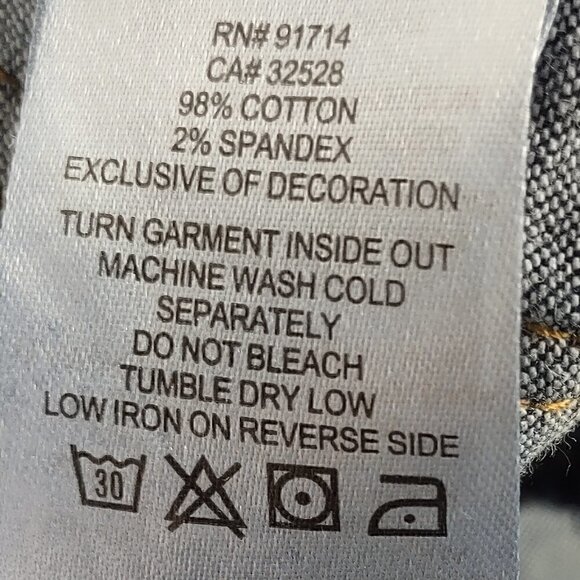 RN# 91714
CA# 32528
98% COTTON
2% SPANDEX
EXCLUSIVE OF DECORATION
TURN GARMENT INSIDE OUT
MACHINE WASH COLD
SEPARATELY
DO NOT BLEACH
TUMBLE DRY LOW
LOW IRON ON REVERSE SIDE
30